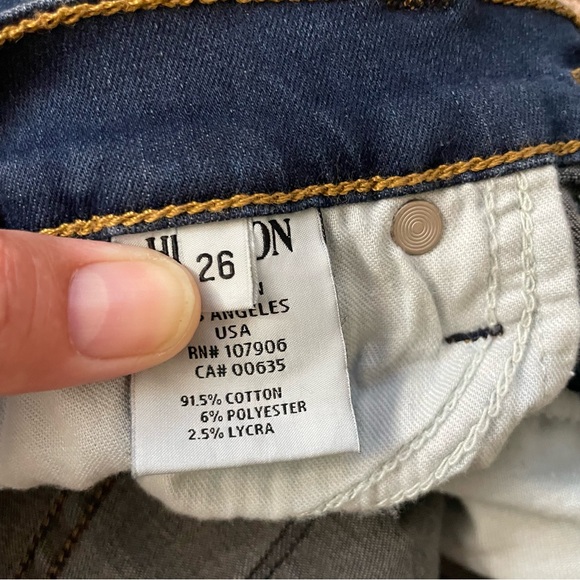 26
ANGELES
USA
RN# 107906
CA# 00635
91.5% COTTON
6% POLYESTER
2.5% LYCRA